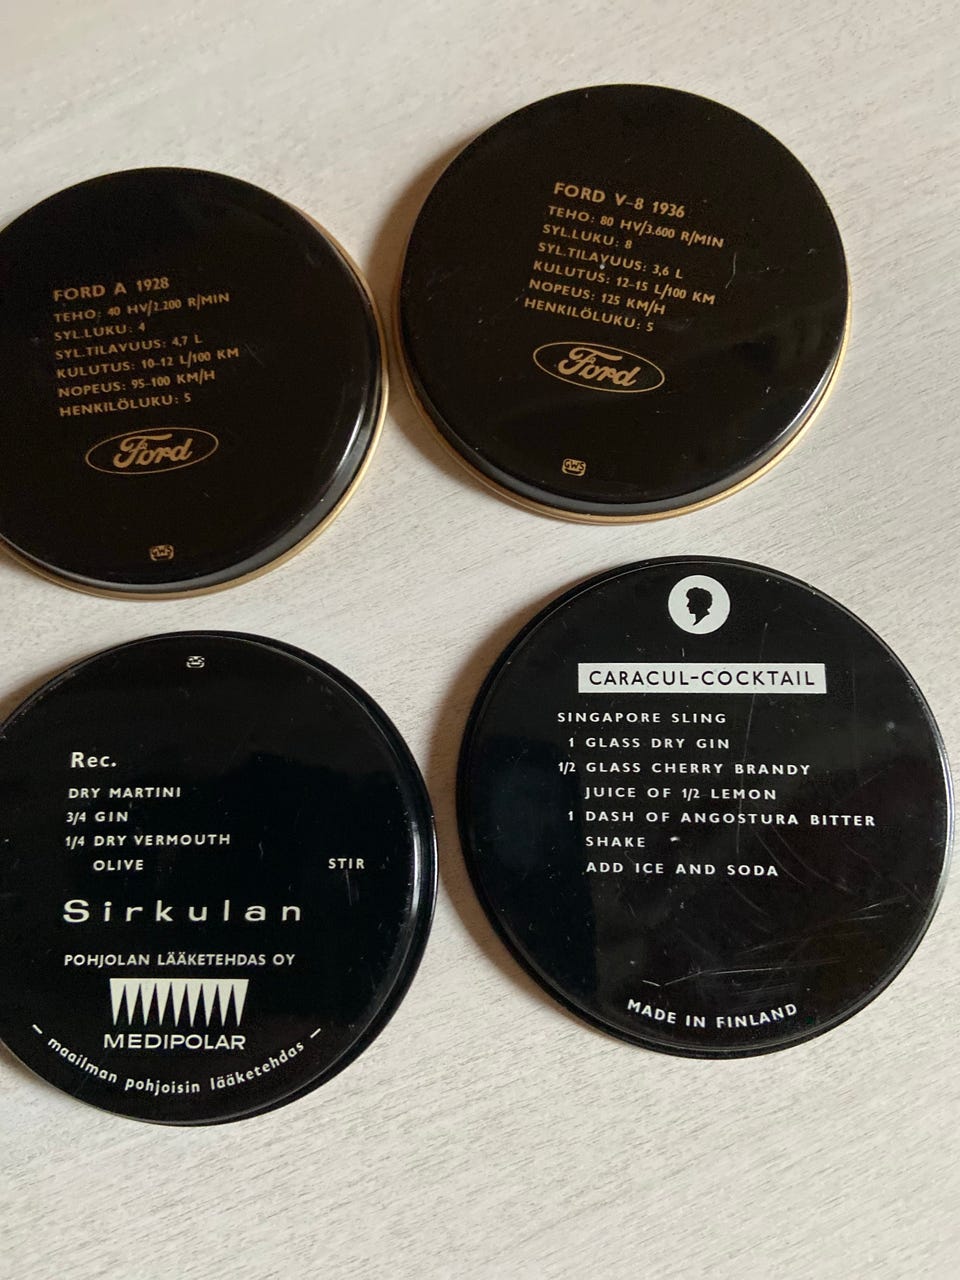 FORD A 1928
TEHO: 40 HV/2.200 R/MIN
SYL.LUKU: 4
SYL.TILAVUUS: 4,7 L
KULUTUS: 10-12 L/100 KM
NOPEUS: 95-100 KM/H
HENKILÖLUKU: 5
Ford
GWS
FORD V-8 1936
TEHO: 80 HV/3.600 R/MIN
SYL.LUKU: 8
SYL.TILAVUUS: 3,6 L
KULUTUS: 12-15 L/100 KM
NOPEUS: 125 KM/H
HENKILÖLUKU: 5
Ford
GWS
GWS
Rec.
DRY MARTINI
3/4 GIN
1/4 DRY VERMOUTH
OLIVE STIR
Sirkulan
POHJOLAN LÄÄKETEHDAS OY
MEDIPOLAR
– maailman pohjoisin lääketehdas –
CARACUL-COCKTAIL
SINGAPORE SLING
1 GLASS DRY GIN
1/2 GLASS CHERRY BRANDY
JUICE OF 1/2 LEMON
1 DASH OF ANGOSTURA BITTER
SHAKE
ADD ICE AND SODA
MADE IN FINLAND